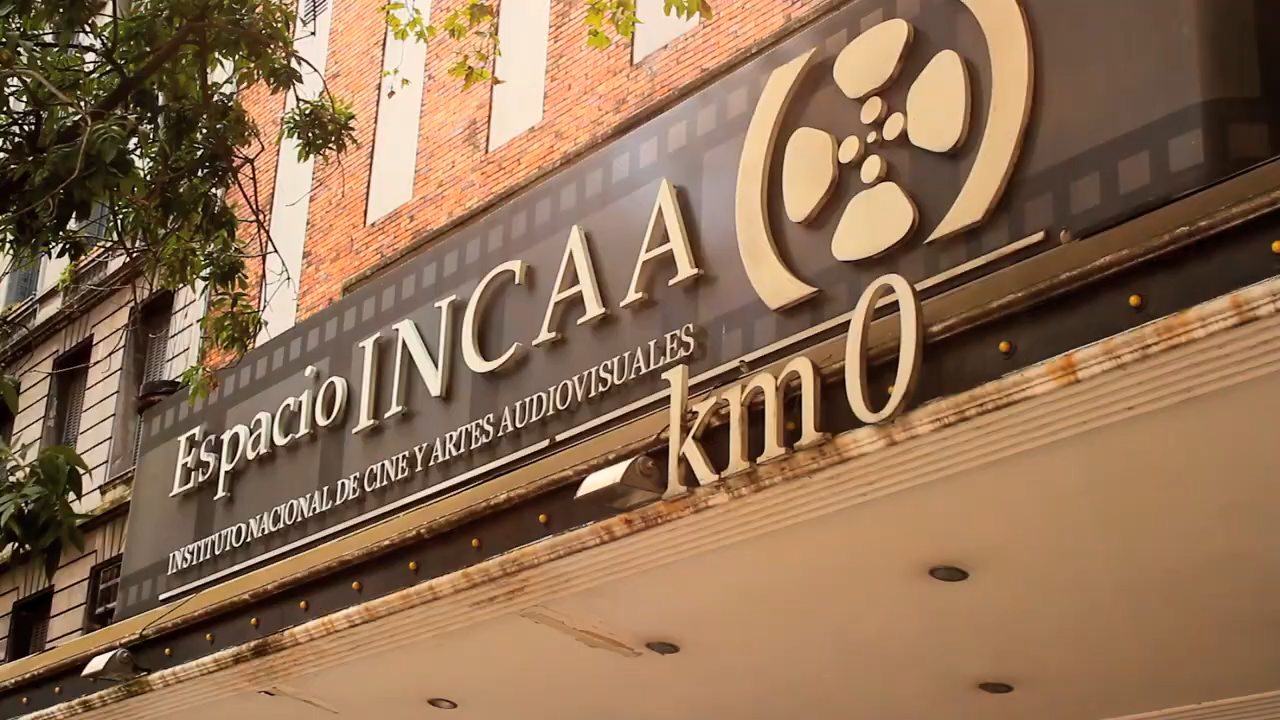 Espacio INCAA
INSTITUTO NACIONAL DE CINE Y ARTES AUDIOVISUALES
km 0